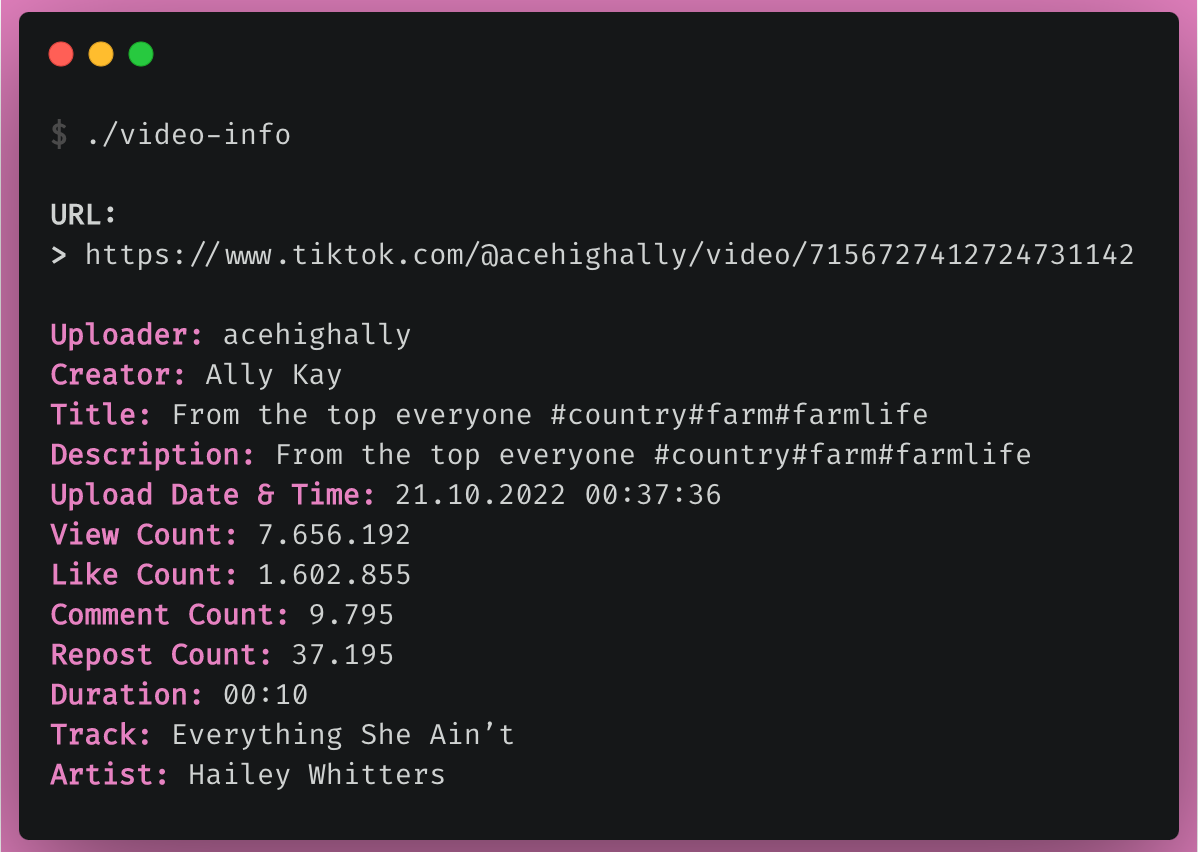 $ ./video-info
URL:
> https://www.tiktok.com/@acehighally/video/7156727412724731142
Uploader: acehighally
Creator: Ally Kay
Title: From the top everyone #country#farm#farmlife
Description: From the top everyone #country#farm#farmlife
Upload Date & Time: 21.10.2022 00:37:36
View Count: 7.656.192
Like Count: 1.602.855
Comment Count: 9.795
Repost Count: 37.195
Duration: 00:10
Track: Everything She Ain’t
Artist: Hailey Whitters